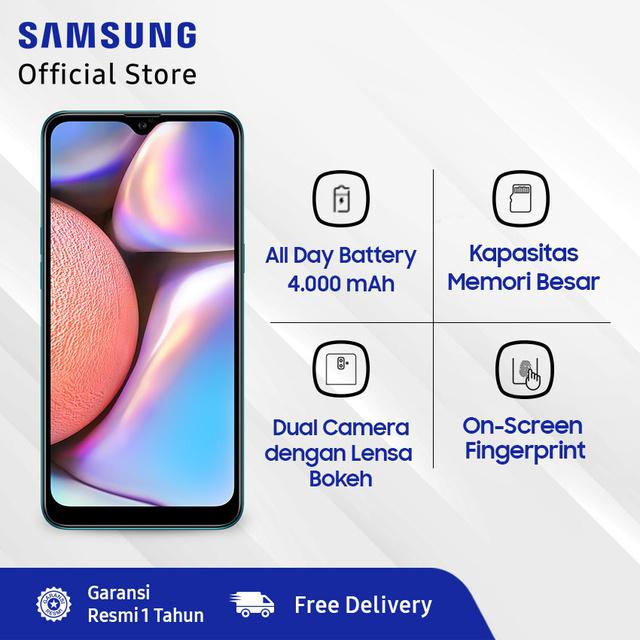 SAMSUNG
Official Store
All Day Battery
4.000 mAh
Kapasitas
Memori Besar
Dual Camera
dengan Lensa
Bokeh
On-Screen
Fingerprint
Garansi
Resmi 1 Tahun
Free Delivery